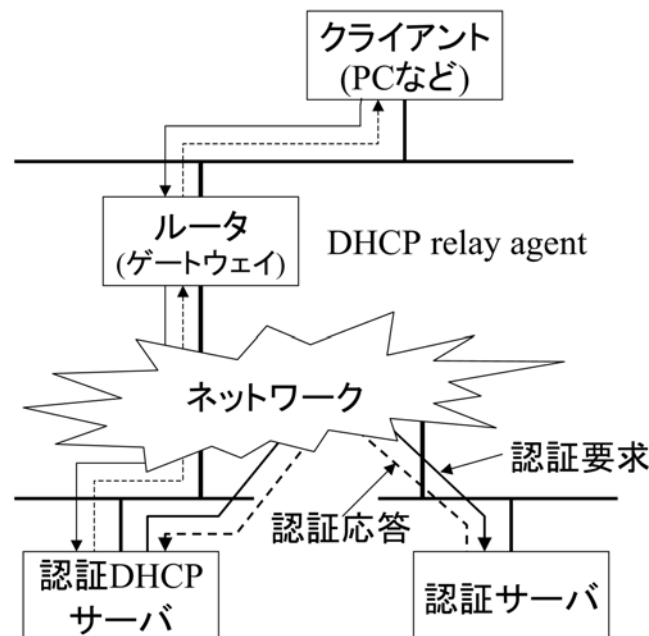 クライアント
(PCなど)
ルータ
(ゲートウェイ)
DHCP relay agent
ネットワーク
認証要求
認証応答
認証DHCP
サーバ
認証サーバ